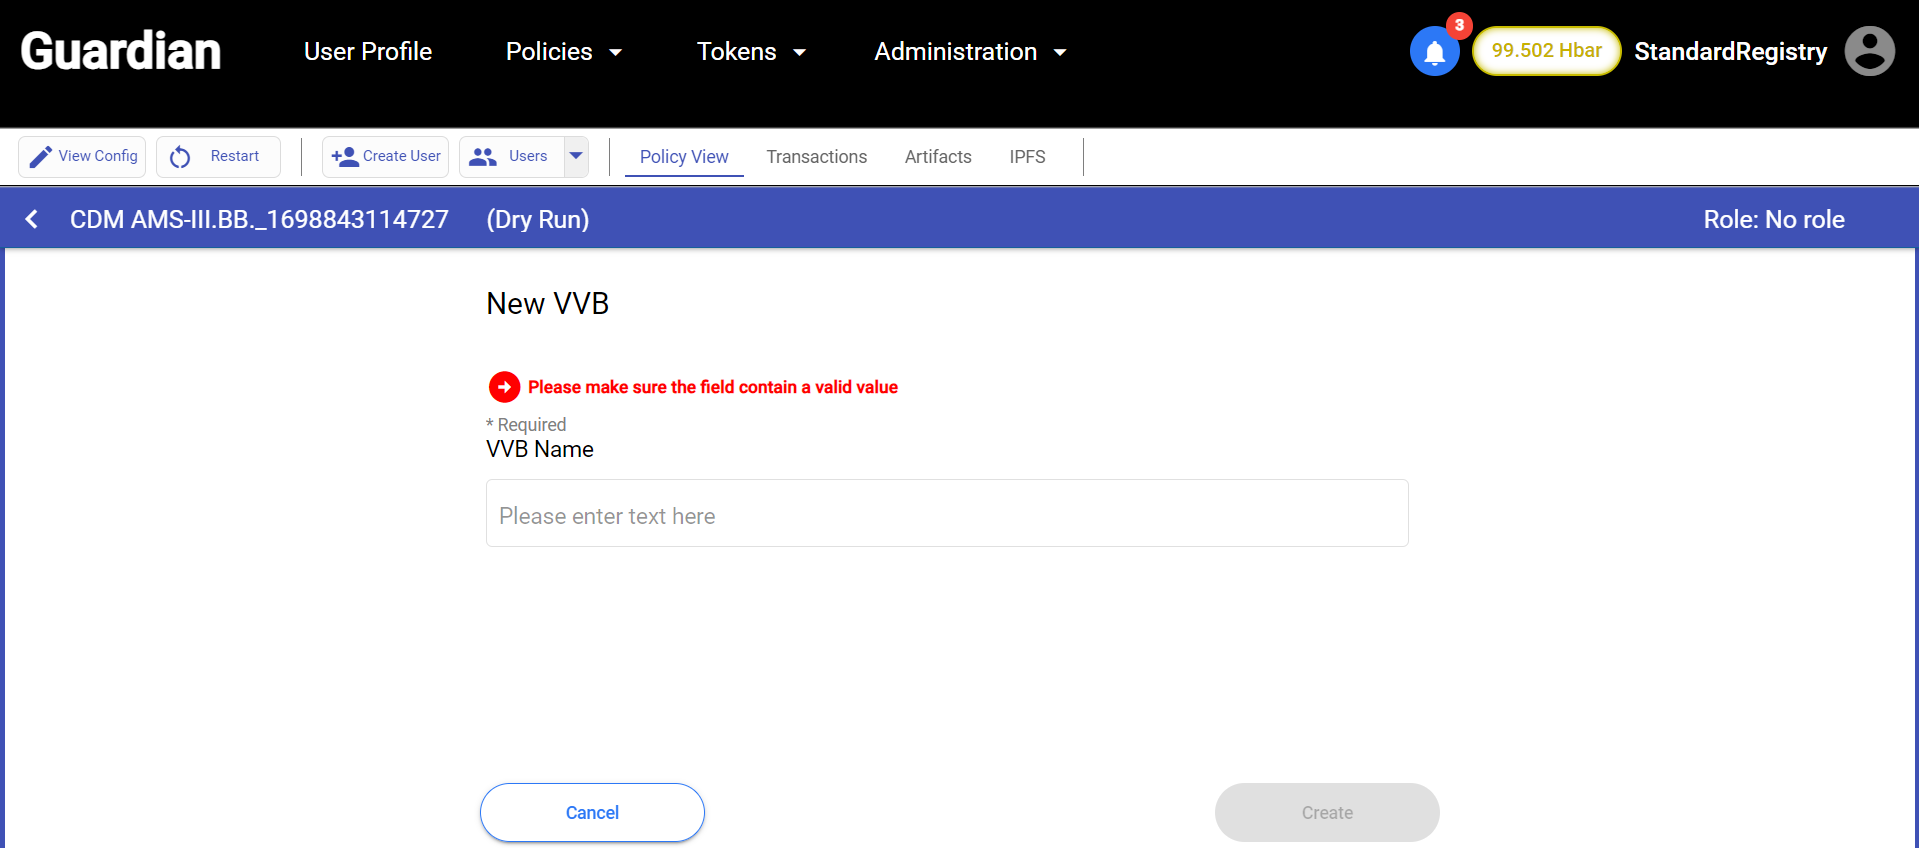 Guardian
User Profile
Policies
Tokens
Administration
3
99.502 Hbar
StandardRegistry
View Config
Restart
Create User
Users
Policy View
Transactions
Artifacts
IPFS
CDM AMS-III.BB._1698843114727
(Dry Run)
Role: No role
New VVB
Please make sure the field contain a valid value
* Required
VVB Name
Please enter text here
Cancel
Create